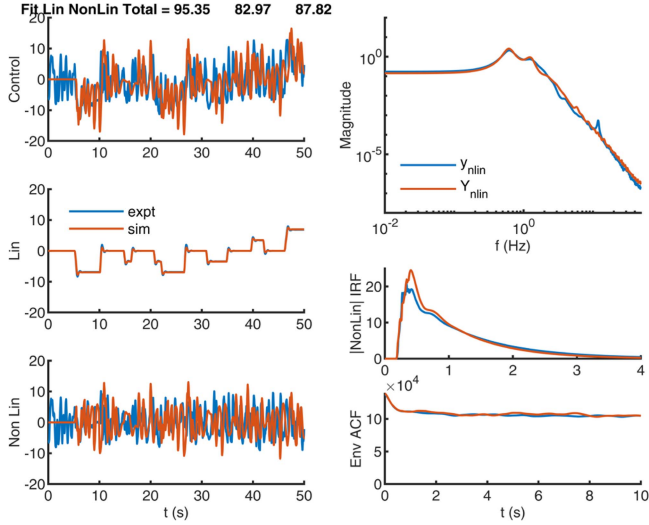 Fit Lin NonLin Total = 95.35 82.97 87.82
20
10
0
-10
-20
Control
0 10 20 30 40 50
20
10
0
-10
-20
Lin
expt
sim
0 10 20 30 40 50
20
10
0
-10
-20
Non Lin
0 10 20 30 40 50
t (s)
10^0
10^-5
Magnitude
y_nlin
Y_nlin
10^-2 10^0
f (Hz)
20
10
0
|NonLin| IRF
0 1 2 3 4
×10^4
10
5
0
Env ACF
0 2 4 6 8 10
t (s)